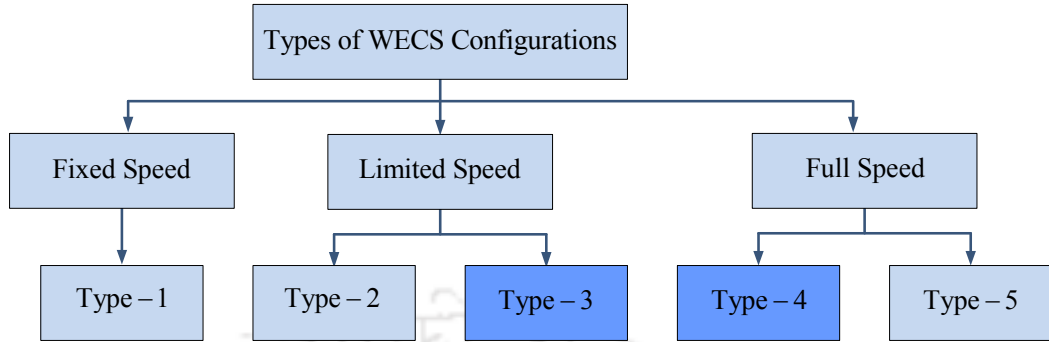 Types of WECS Configurations
Fixed Speed
Limited Speed
Full Speed
Type – 1
Type – 2
Type – 3
Type – 4
Type – 5